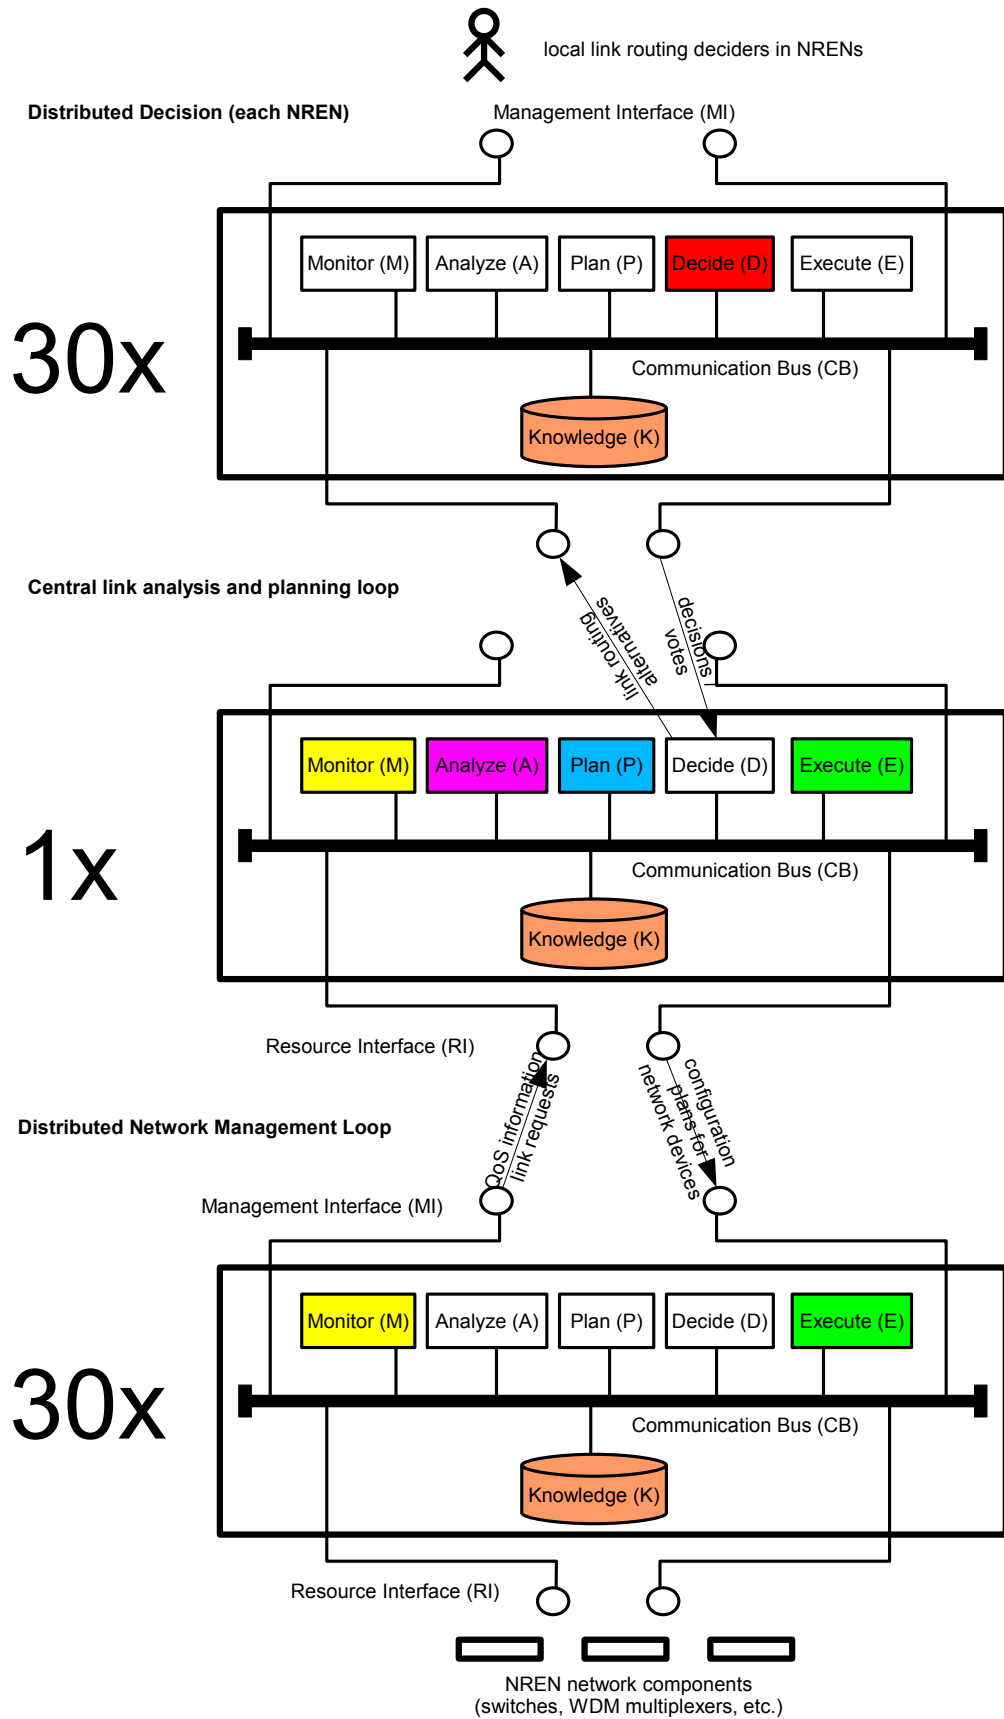 local link routing deciders in NRENs
Distributed Decision (each NREN)
Management Interface (MI)
Monitor (M)
Analyze (A)
Plan (P)
Decide (D)
Execute (E)
30x
Communication Bus (CB)
Knowledge (K)
Central link analysis and planning loop
link routing
alternatives
decisions /
votes
Monitor (M)
Analyze (A)
Plan (P)
Decide (D)
Execute (E)
1x
Communication Bus (CB)
Knowledge (K)
Resource Interface (RI)
QoS information
link requests
configuration
plans for
network devices
Distributed Network Management Loop
Management Interface (MI)
Monitor (M)
Analyze (A)
Plan (P)
Decide (D)
Execute (E)
30x
Communication Bus (CB)
Knowledge (K)
Resource Interface (RI)
NREN network components
(switches, WDM multiplexers, etc.)